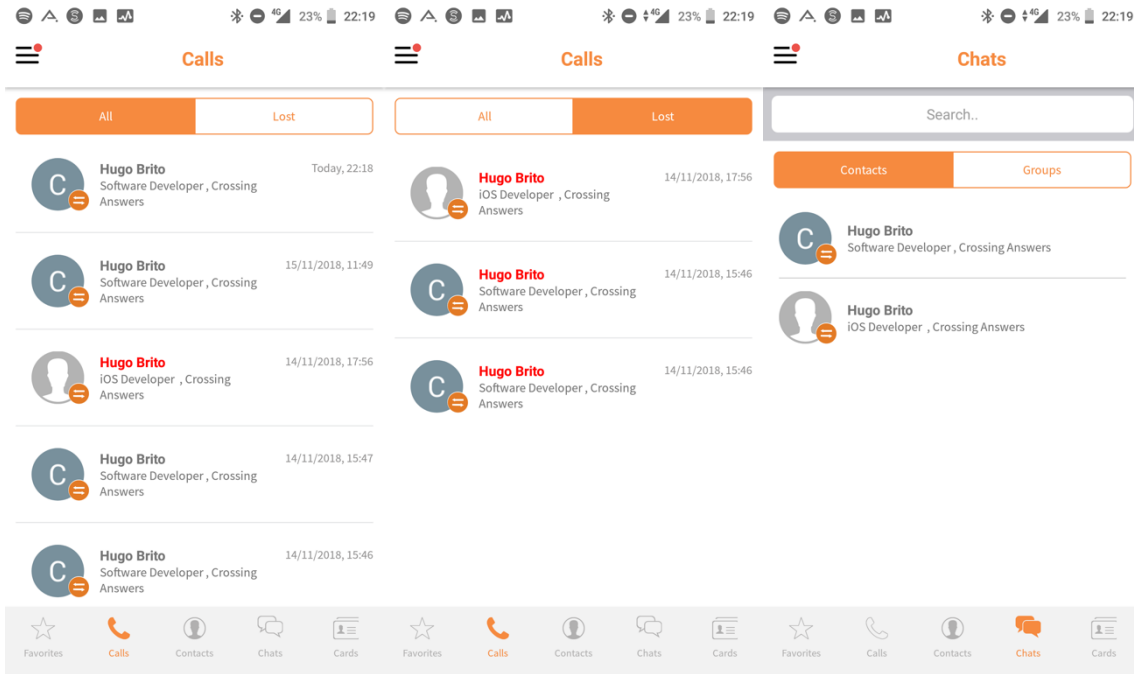 4G 23% 22:19
Calls
All Lost
Hugo Brito Today, 22:18
Software Developer , Crossing
Answers
Hugo Brito 15/11/2018, 11:49
Software Developer , Crossing
Answers
Hugo Brito 14/11/2018, 17:56
iOS Developer , Crossing
Answers
C
Hugo Brito 14/11/2018, 15:47
Software Developer , Crossing
Answers
C
Hugo Brito 14/11/2018, 15:46
Software Developer , Crossing
Answers
C
C
Favorites Calls Contacts Chats Cards
4G 23% 22:19
Calls
All Lost
Hugo Brito 14/11/2018, 17:56
iOS Developer , Crossing
Answers
C
Hugo Brito 14/11/2018, 15:46
Software Developer , Crossing
Answers
C
Hugo Brito 14/11/2018, 15:46
Software Developer , Crossing
Answers
Favorites Calls Contacts Chats Cards
4G 23% 22:19
Chats
Search..
Contacts Groups
C
Hugo Brito
Software Developer , Crossing Answers
Hugo Brito
iOS Developer , Crossing Answers
Favorites Calls Contacts Chats Cards